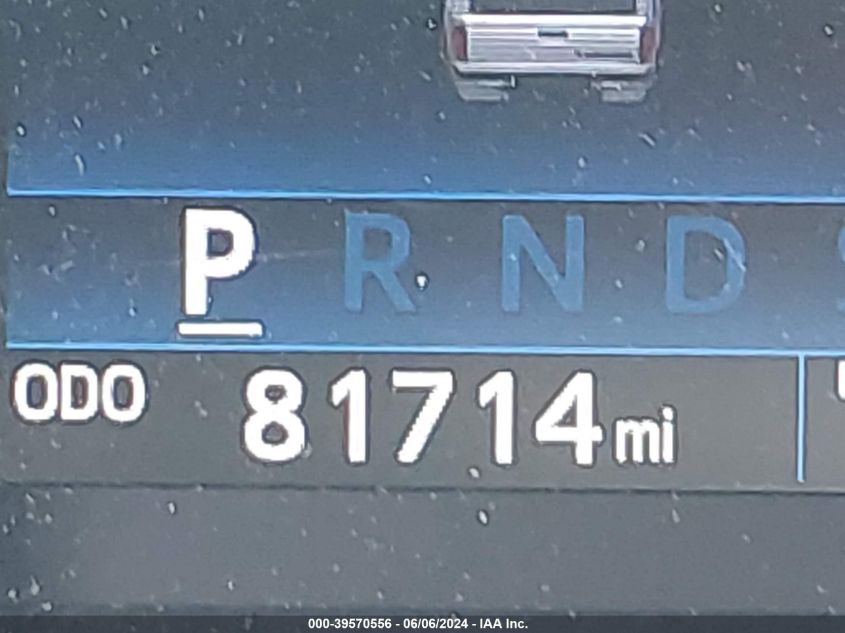 P R N D
ODO 81714 mi
000-39570556 - 06/06/2024 - IAA Inc.